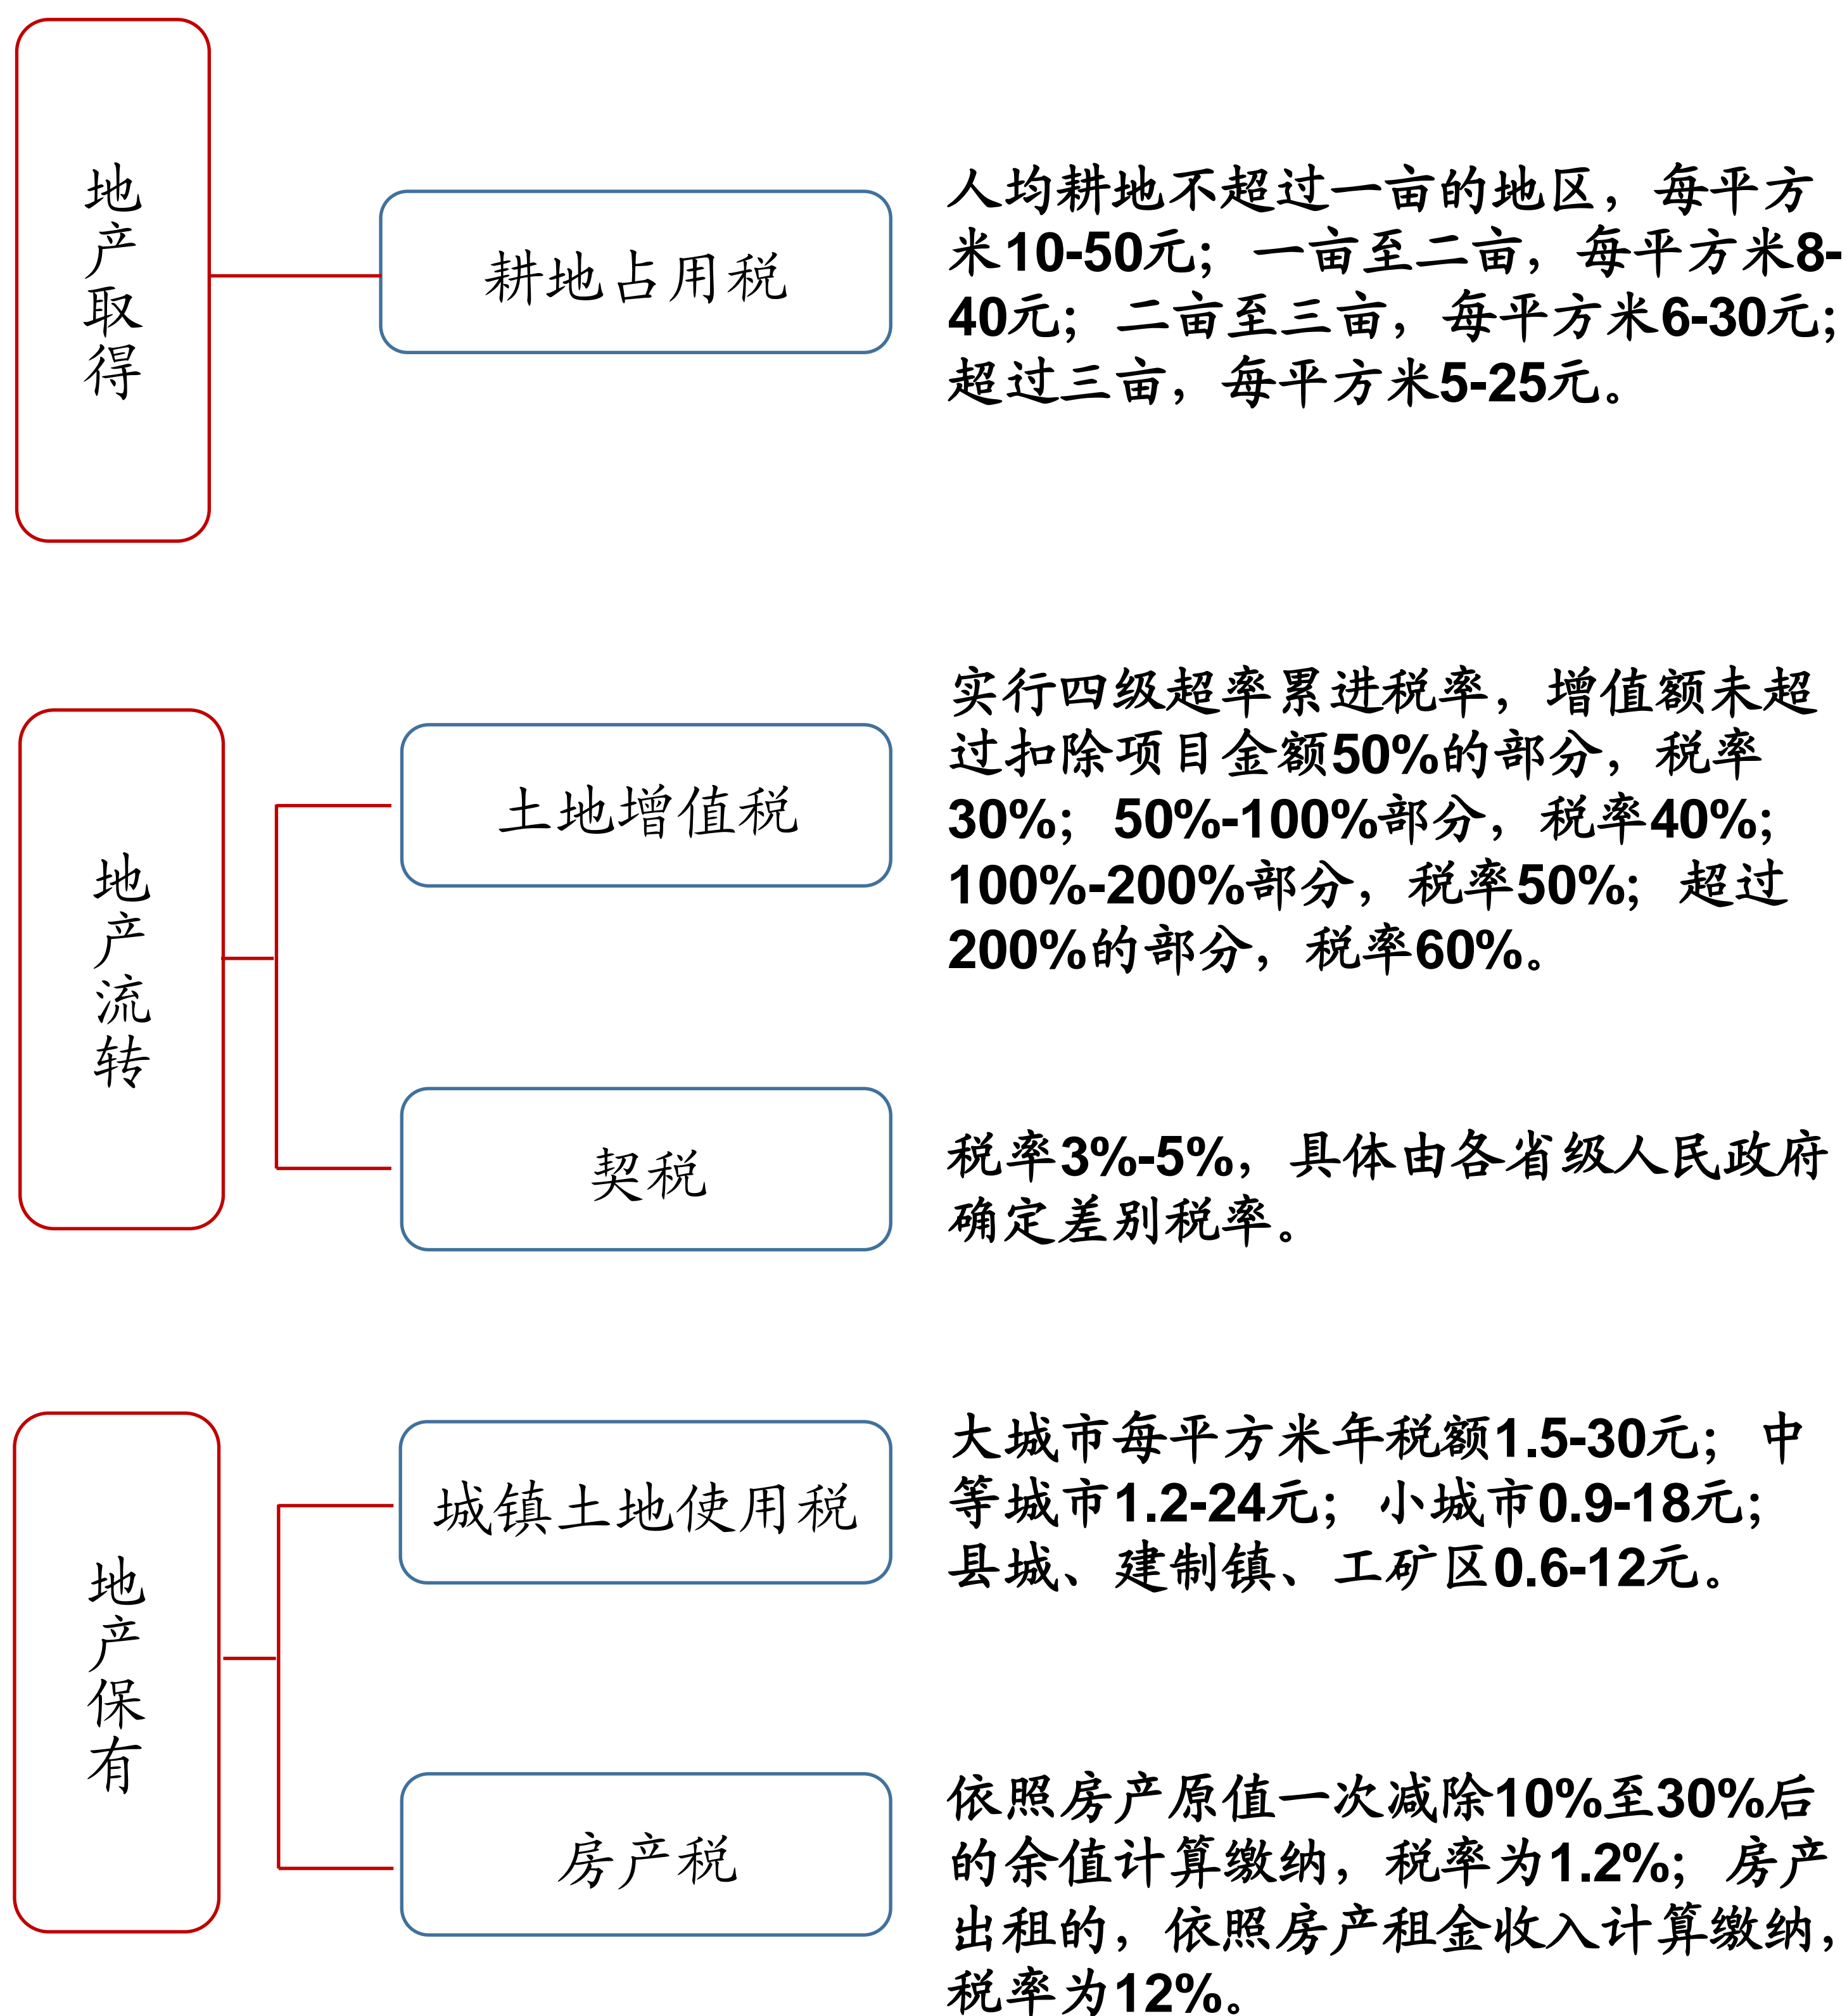 地产取得
耕地占用税
人均耕地不超过一亩的地区，每平方
米10-50元；一亩至二亩，每平方米8-
40元；二亩至三亩，每平方米6-30元；
超过三亩，每平方米5-25元。
地产流转
土地增值税
实行四级超率累进税率，增值额未超
过扣除项目金额50%的部分，税率
30%；50%-100%部分，税率40%；
100%-200%部分，税率50%；超过
200%的部分，税率60%。
契税
税率3%-5%，具体由各省级人民政府
确定差别税率。
地产保有
城镇土地使用税
大城市每平方米年税额1.5-30元；中
等城市1.2-24元；小城市0.9-18元；
县城、建制镇、工矿区0.6-12元。
房产税
依照房产原值一次减除10%至30%后
的余值计算缴纳，税率为1.2%；房产
出租的，依照房产租金收入计算缴纳，
税率为12%。